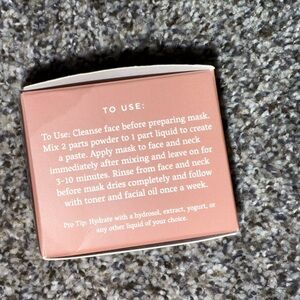 TO USE:
To Use: Cleanse face before preparing mask.
Mix 2 parts powder to 1 part liquid to create
a paste. Apply mask to face and neck
immediately after mixing and leave on for
3-10 minutes. Rinse from face and neck
before mask dries completely and follow
with toner and facial oil once a week.
Pro Tip: Hydrate with a hydrosol, extract, yogurt, or
any other liquid of your choice.